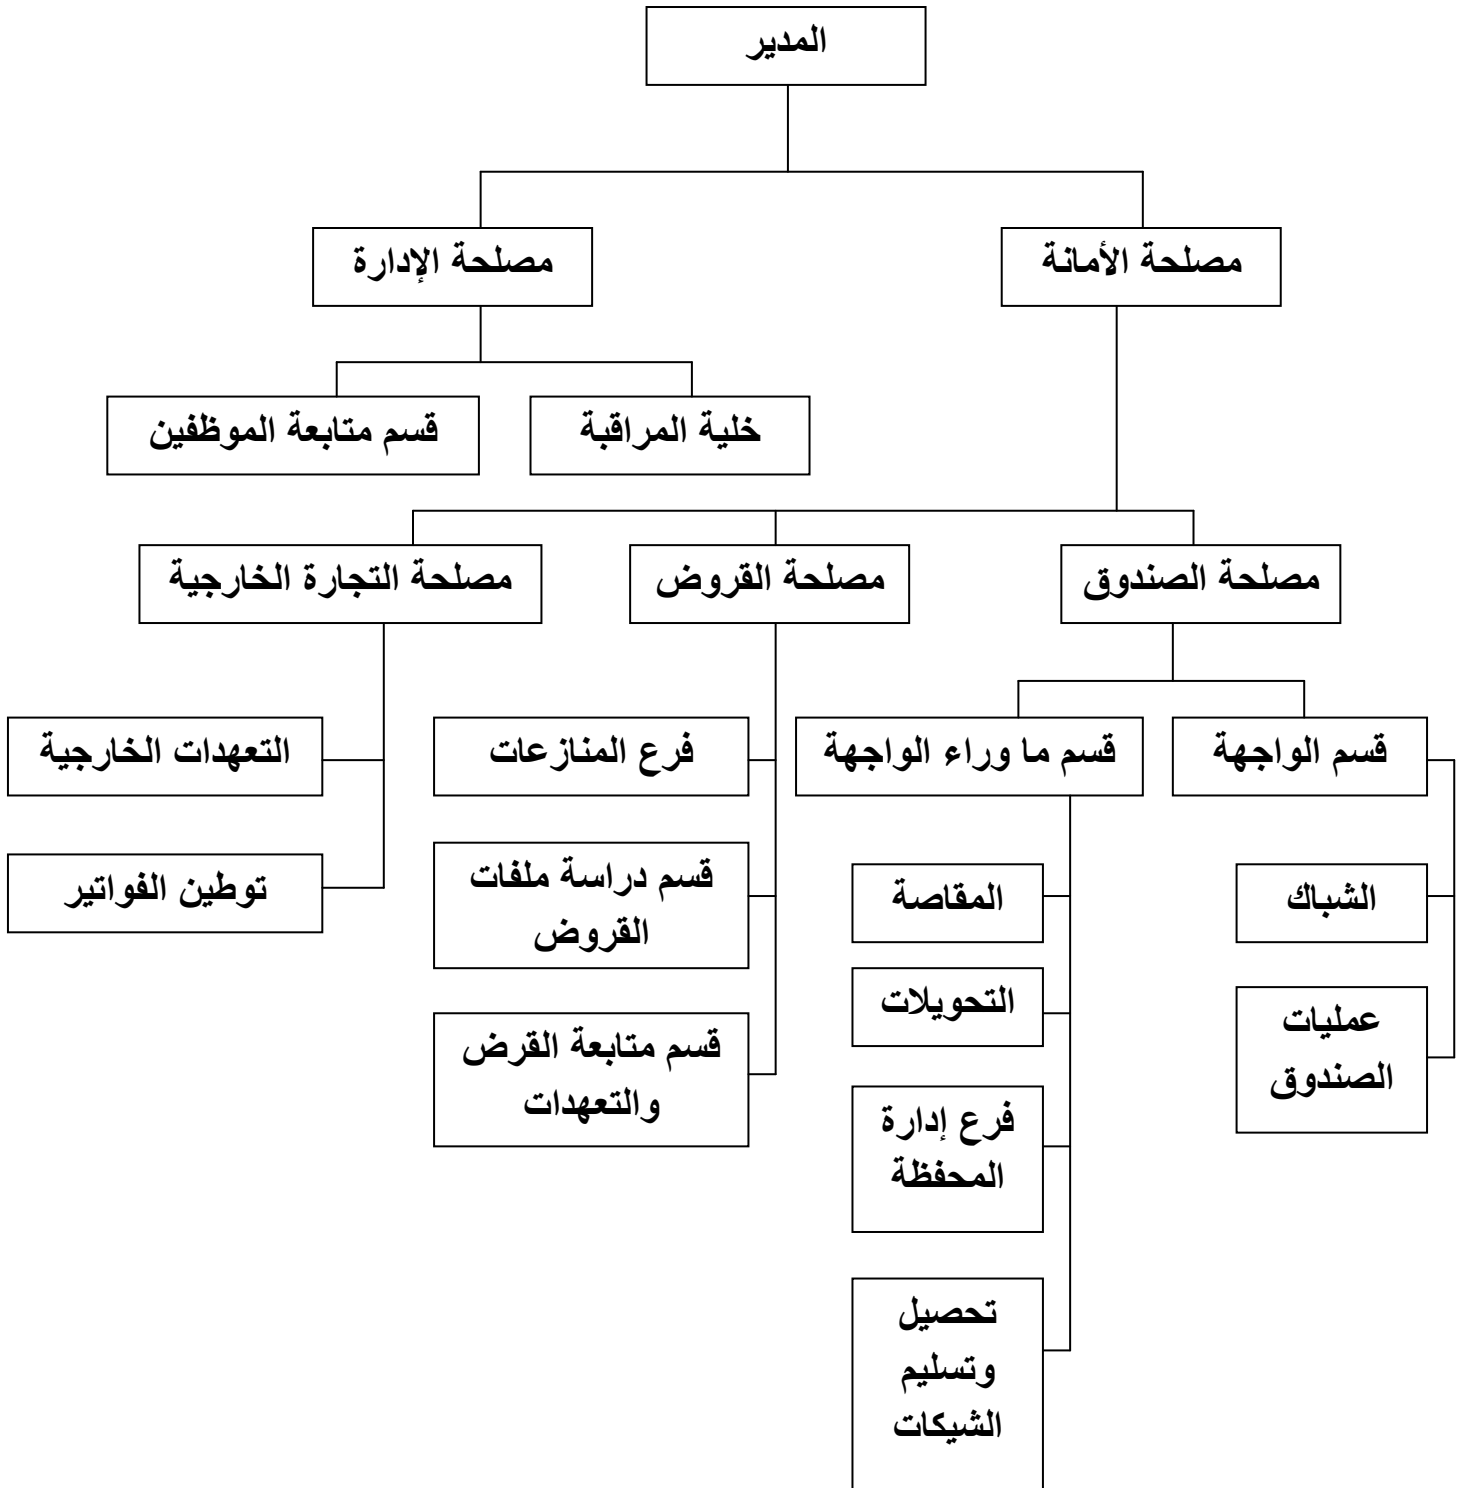 المدير
مصلحة الأمانة
مصلحة الإدارة
خلية المراقبة
قسم متابعة الموظفين
مصلحة الصندوق
مصلحة القروض
مصلحة التجارة الخارجية
قسم الواجهة
قسم ما وراء الواجهة
فرع المنازعات
التعهدات الخارجية
الشباك
المقاصة
قسم دراسة ملفات
القروض
توطين الفواتير
عمليات
الصندوق
التحويلات
قسم متابعة القرض
والتعهدات
فرع إدارة
المحفظة
تحصيل
وتسليم
الشيكات